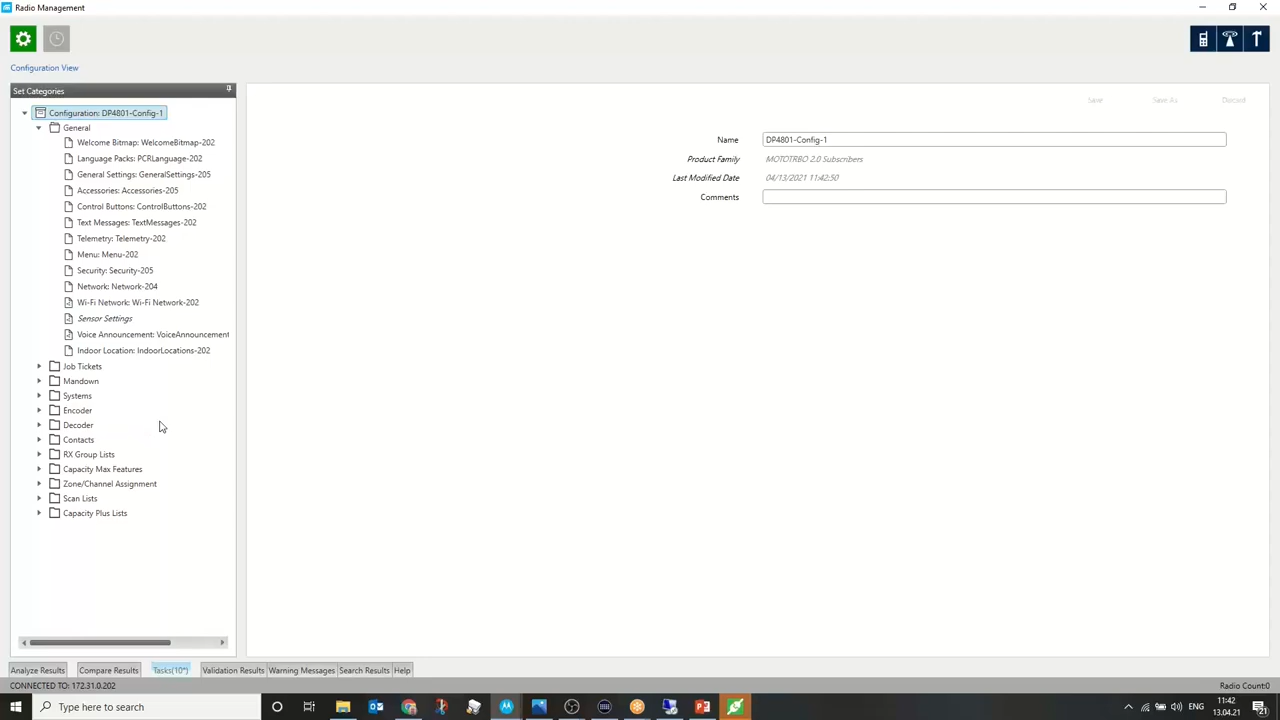 Radio Management
Configuration View
Set Categories
Configuration: DP4801-Config-1
General
Welcome Bitmap: WelcomeBitmap-202
Language Packs: PCRLanguage-202
General Settings: GeneralSettings-205
Accessories: Accessories-205
Control Buttons: ControlButtons-202
Text Messages: TextMessages-202
Telemetry: Telemetry-202
Menu: Menu-202
Security: Security-205
Network: Network-204
Wi-Fi Network: Wi-Fi Network-202
Sensor Settings
Voice Announcement: VoiceAnnouncement
Indoor Location: IndoorLocations-202
Job Tickets
Mandown
Systems
Encoder
Decoder
Contacts
RX Group Lists
Capacity Max Features
Zone/Channel Assignment
Scan Lists
Capacity Plus Lists
Save Save As Discard
Name DP4801-Config-1
Product Family MOTOTRBO 2.0 Subscribers
Last Modified Date 04/13/2021 11:42:50
Comments
Analyze Results Compare Results Tasks(10*) Validation Results Warning Messages Search Results Help
CONNECTED TO: 172.31.0.202 Radio Count:0
Type here to search
11:42
13.04.21
21